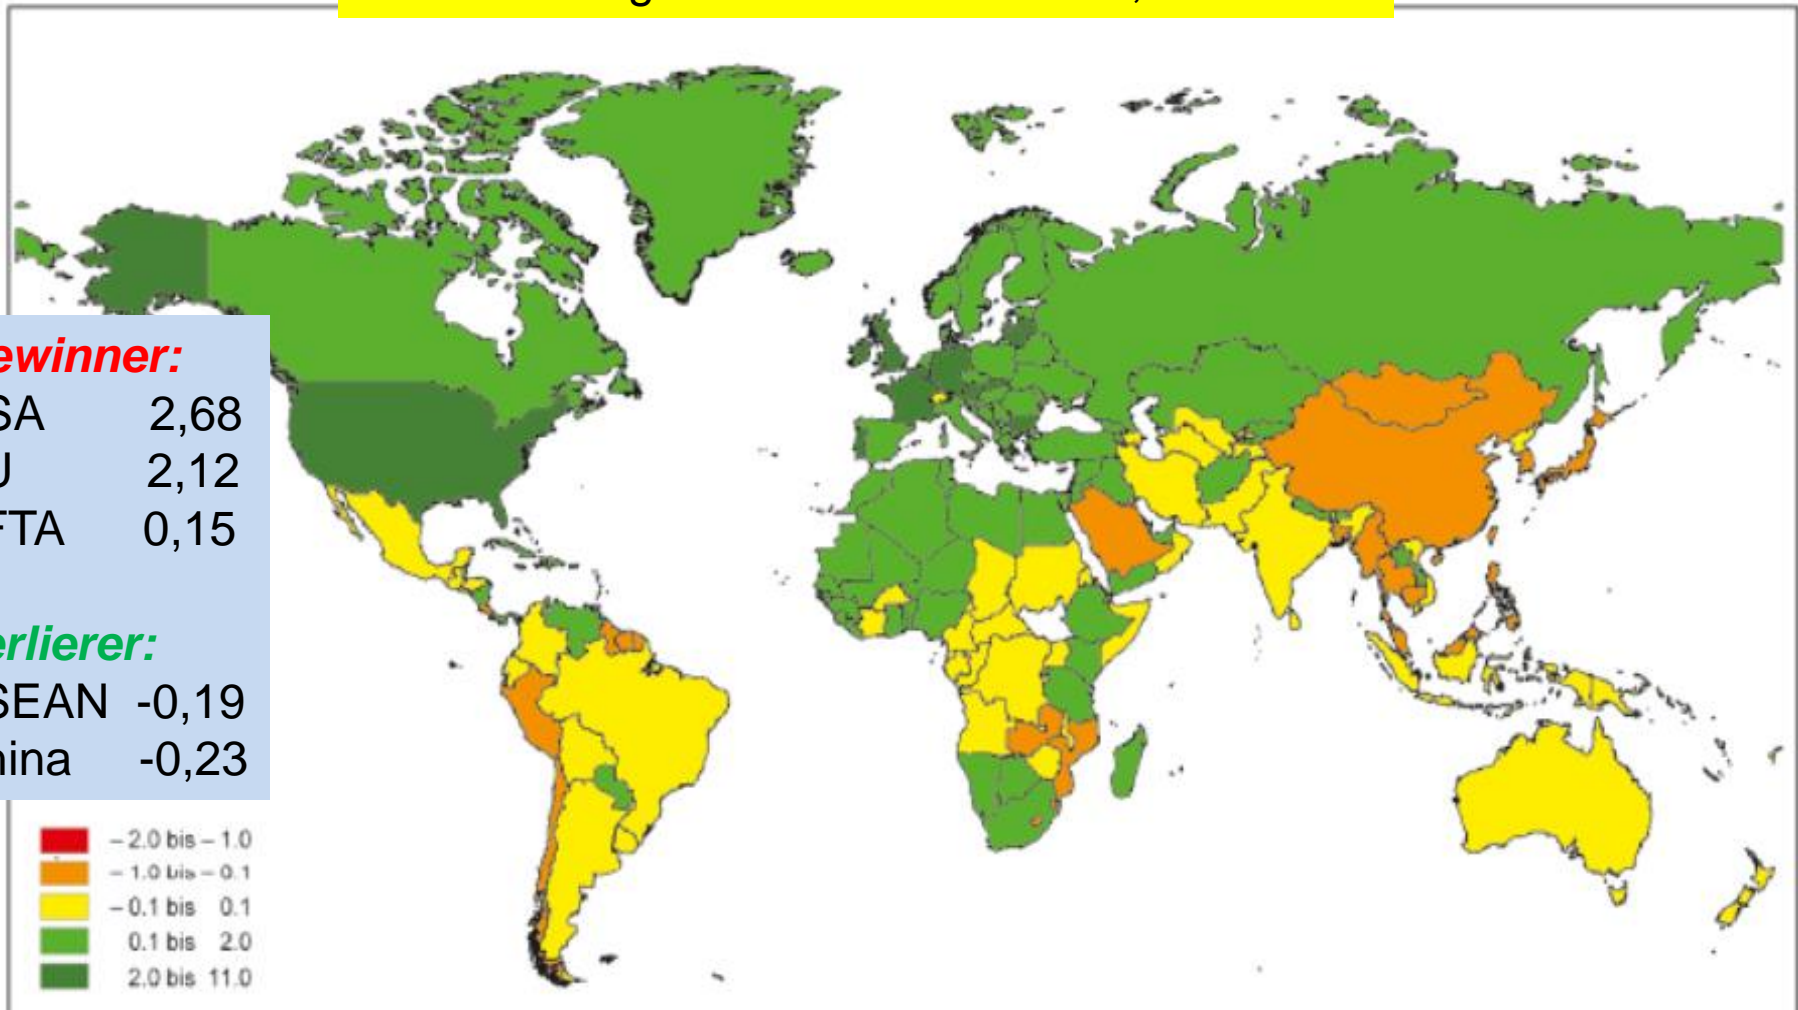 ewinner:
SA 2,68
U 2,12
FTA 0,15
erlierer:
SEAN -0,19
hina -0,23
– 2.0 bis – 1.0
– 1.0 bis – 0.1
– 0.1 bis 0.1
0.1 bis 2.0
2.0 bis 11.0